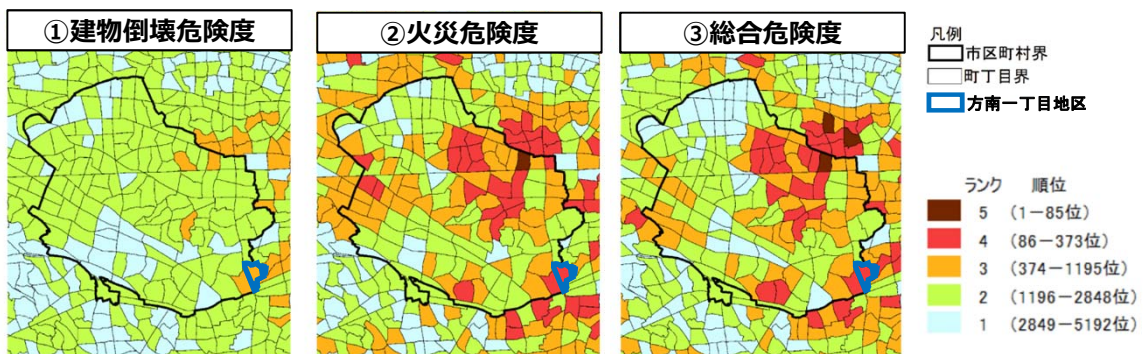 ①建物倒壊危険度
②火災危険度
③総合危険度
凡例
市区町村界
町丁目界
方南一丁目地区
ランク 順位
5 (1－85位)
4 (86－373位)
3 (374－1195位)
2 (1196－2848位)
1 (2849－5192位)